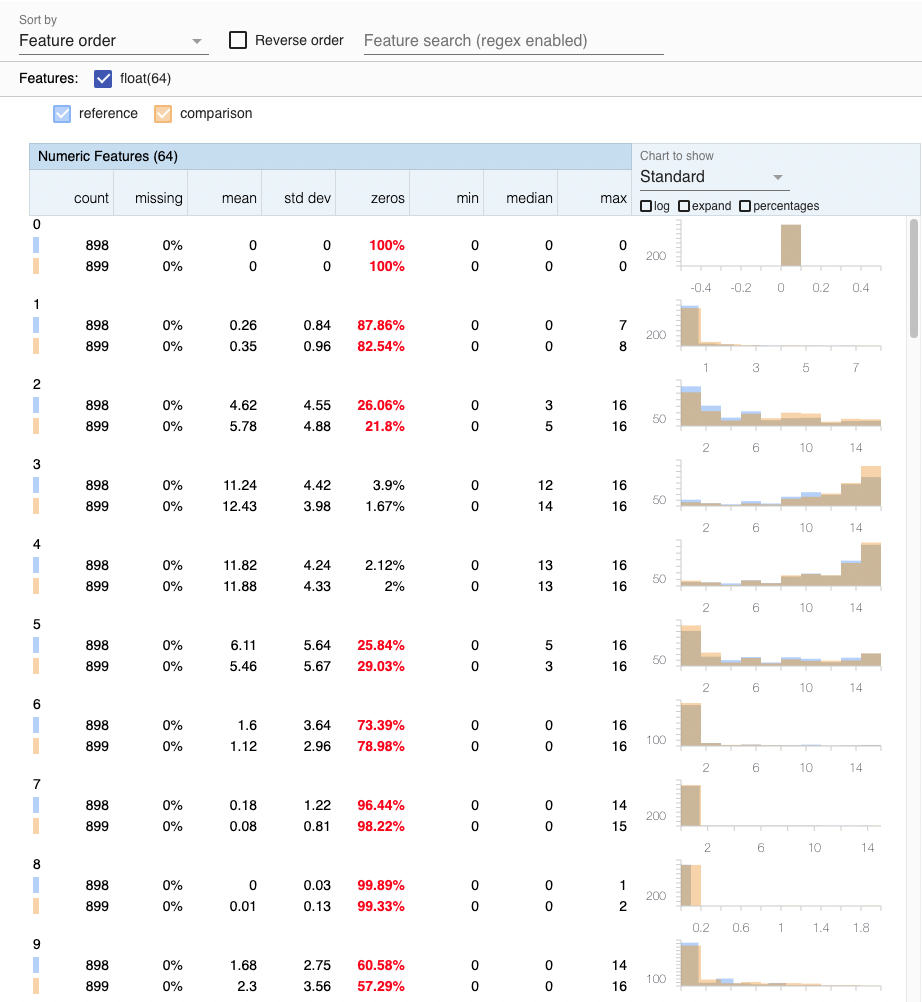 Sort by
Feature order
Reverse order
Feature search (regex enabled)
Features: float(64)
reference comparison
Numeric Features (64)
Chart to show
Standard
count missing mean std dev zeros min median max
log expand percentages
0
898 0% 0 0 100% 0 0 0
899 0% 0 0 100% 0 0 0
200
-0.4 -0.2 0 0.2 0.4
1
898 0% 0.26 0.84 87.86% 0 0 7
899 0% 0.35 0.96 82.54% 0 0 8
200
1 3 5 7
2
898 0% 4.62 4.55 26.06% 0 3 16
899 0% 5.78 4.88 21.8% 0 5 16
50
2 6 10 14
3
898 0% 11.24 4.42 3.9% 0 12 16
899 0% 12.43 3.98 1.67% 0 14 16
50
2 6 10 14
4
898 0% 11.82 4.24 2.12% 0 13 16
899 0% 11.88 4.33 2% 0 13 16
50
2 6 10 14
5
898 0% 6.11 5.64 25.84% 0 5 16
899 0% 5.46 5.67 29.03% 0 3 16
50
2 6 10 14
6
898 0% 1.6 3.64 73.39% 0 0 16
899 0% 1.12 2.96 78.98% 0 0 16
100
2 6 10 14
7
898 0% 0.18 1.22 96.44% 0 0 14
899 0% 0.08 0.81 98.22% 0 0 15
200
2 6 10 14
8
898 0% 0 0.03 99.89% 0 0 1
899 0% 0.01 0.13 99.33% 0 0 2
200
0.2 0.6 1 1.4 1.8
9
898 0% 1.68 2.75 60.58% 0 0 14
899 0% 2.3 3.56 57.29% 0 0 16
100